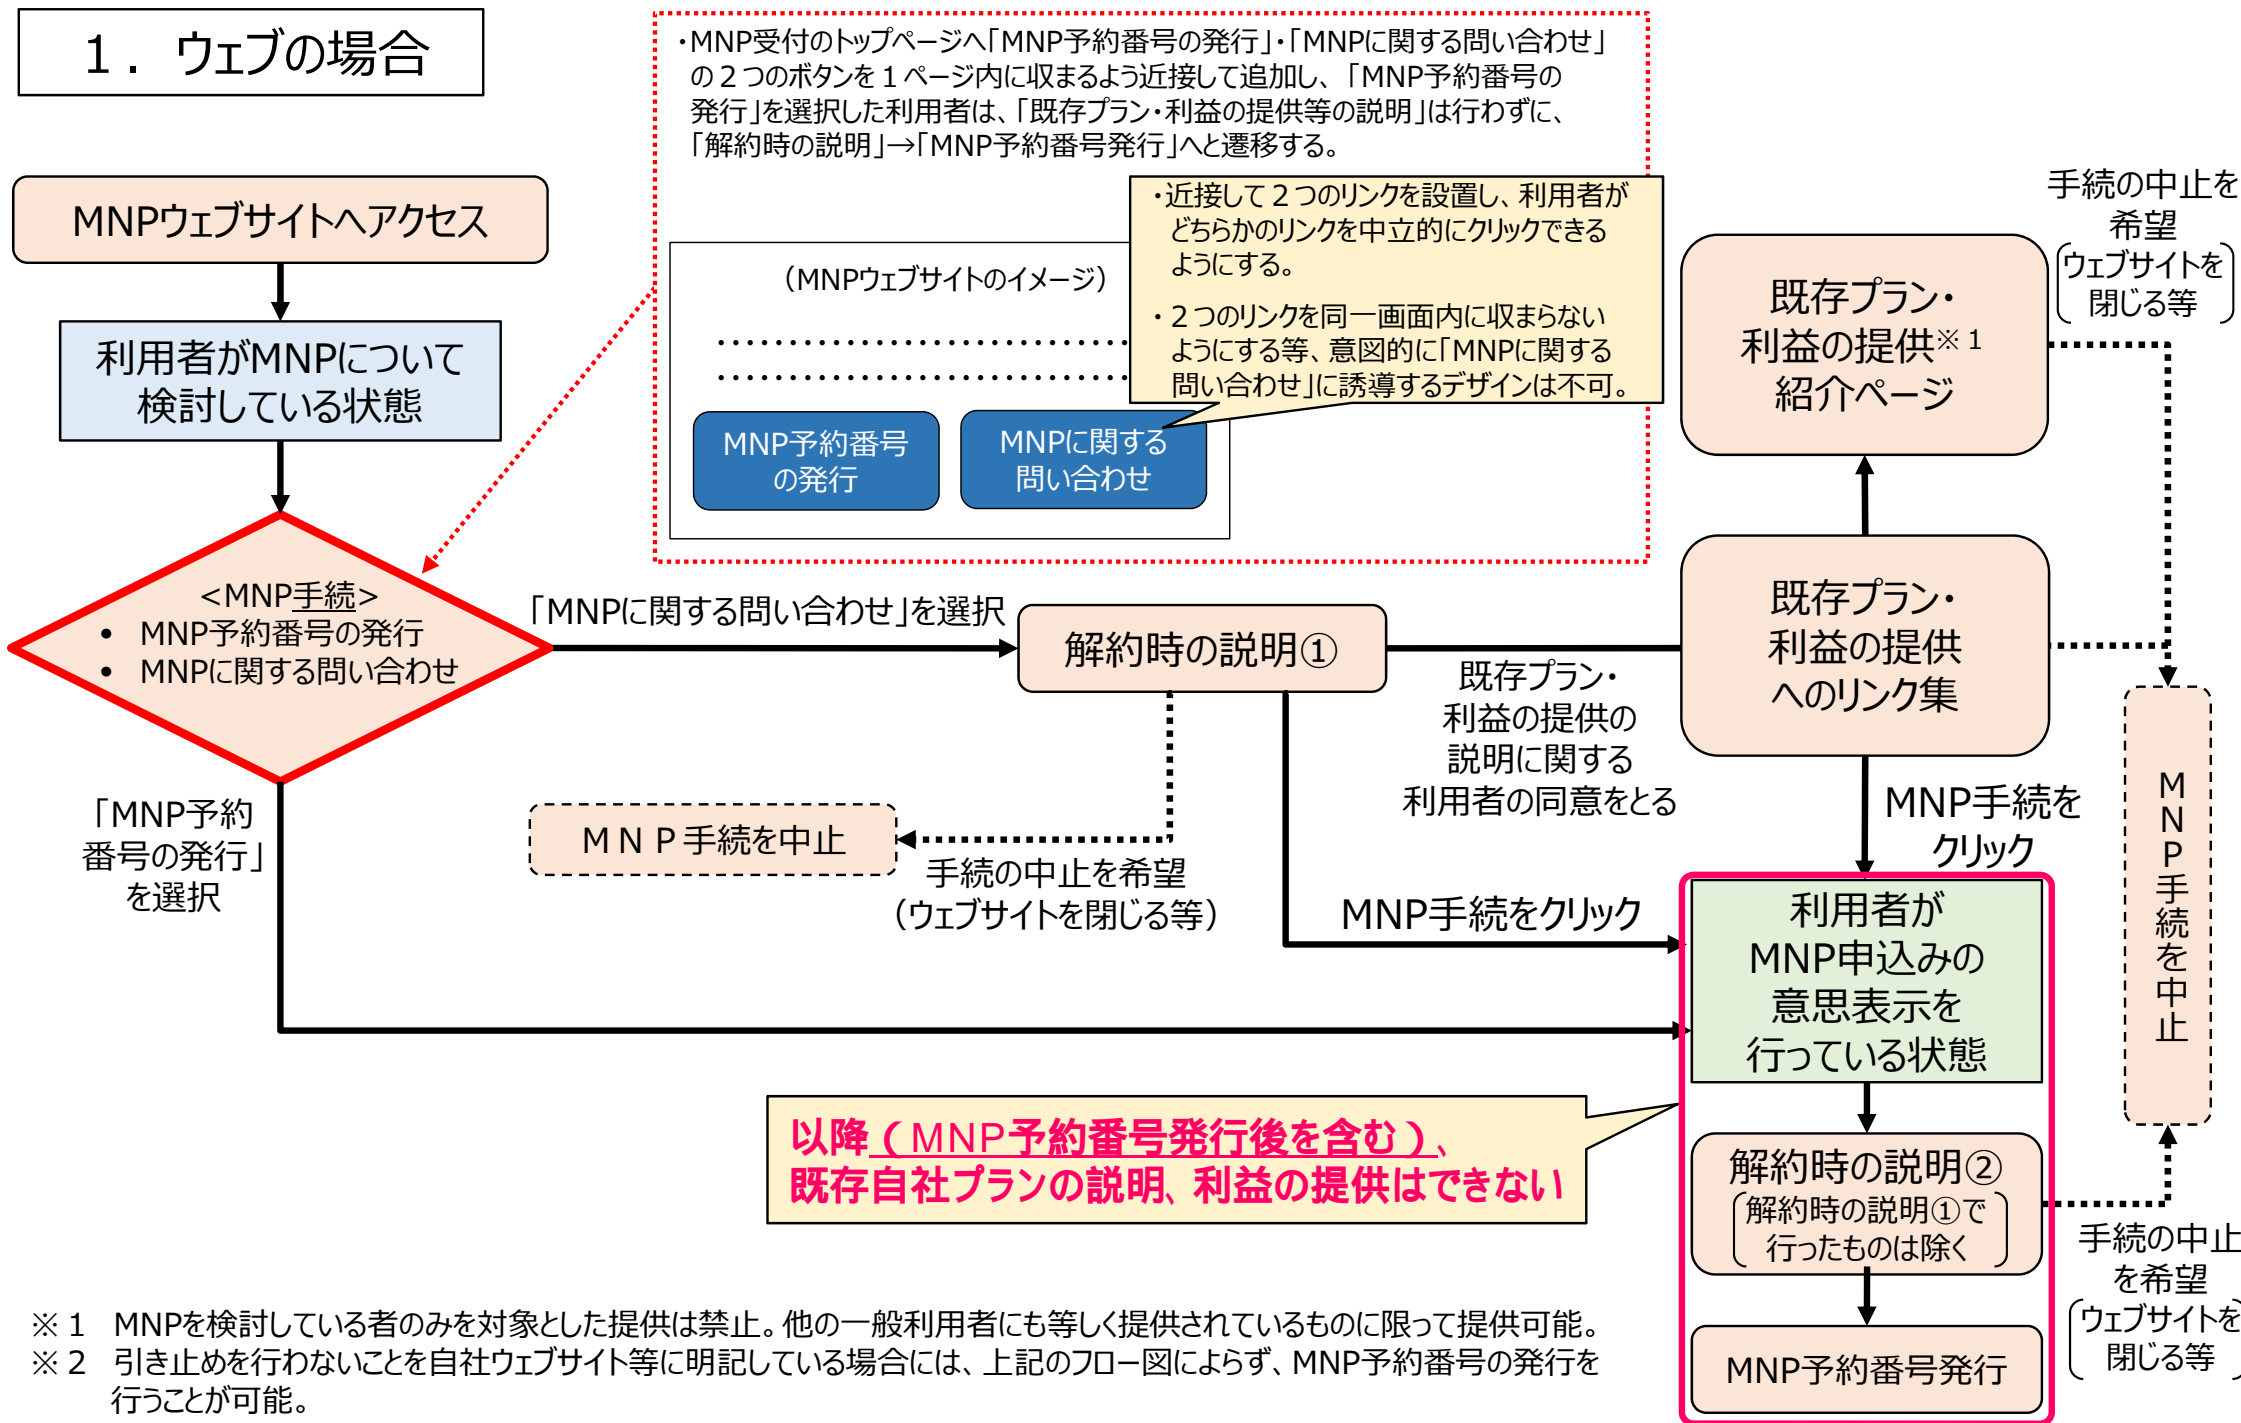 １．ウェブの場合
・MNP受付のトップページへ「MNP予約番号の発行」・「MNPに関する問い合わせ」
の２つのボタンを１ページ内に収まるよう近接して追加し、「MNP予約番号の
発行」を選択した利用者は、「既存プラン・利益の提供等の説明」は行わずに、
「解約時の説明」→「MNP予約番号発行」へと遷移する。
・近接して２つのリンクを設置し、利用者が
どちらかのリンクを中立的にクリックできる
ようにする。
・２つのリンクを同一画面内に収まらない
ようにする等、意図的に「MNPに関する
問い合わせ」に誘導するデザインは不可。
（MNPウェブサイトのイメージ）
・・・・・・・・・・・・・・・・・・・・・・・・・・・・・
・・・・・・・・・・・・・・・・・・・・・・・・・・・・・
MNP予約番号
の発行
MNPに関する
問い合わせ
MNPウェブサイトへアクセス
利用者がMNPについて
検討している状態
<MNP手続>
• MNP予約番号の発行
• MNPに関する問い合わせ
「MNPに関する問い合わせ」を選択
解約時の説明①
既存プラン・
利益の提供の
説明に関する
利用者の同意をとる
既存プラン・
利益の提供※１
紹介ページ
手続の中止を
希望
ウェブサイトを
閉じる等
既存プラン・
利益の提供
へのリンク集
MNP手続を中止
「MNP予約
番号の発行」
を選択
ＭＮＰ手続を中止
手続の中止を希望
（ウェブサイトを閉じる等）
MNP手続をクリック
MNP手続を
クリック
利用者が
MNP申込みの
意思表示を
行っている状態
以降（MNP予約番号発行後を含む）、
既存自社プランの説明、利益の提供はできない
解約時の説明②
解約時の説明①で
行ったものは除く
手続の中止
を希望
ウェブサイトを
閉じる等
MNP予約番号発行
※１　MNPを検討している者のみを対象とした提供は禁止。他の一般利用者にも等しく提供されているものに限って提供可能。
※２　引き止めを行わないことを自社ウェブサイト等に明記している場合には、上記のフロー図によらず、MNP予約番号の発行を
行うことが可能。